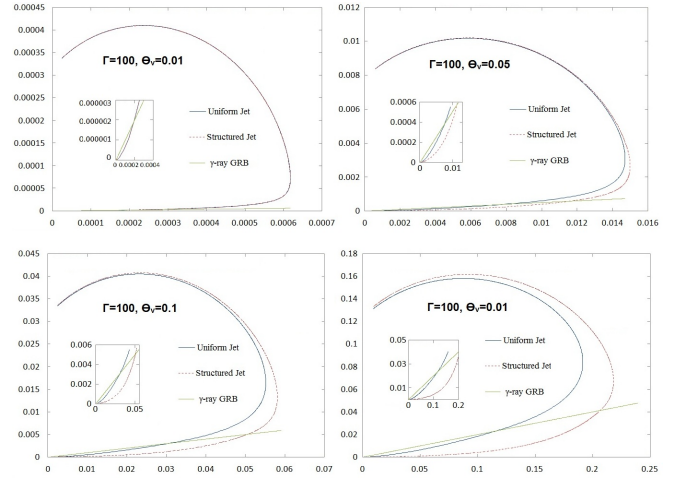 0.00045
0.0004
0.00035
0.0003
0.00025
0.0002
0.00015
0.0001
0.00005
0
0 0.0001 0.0002 0.0003 0.0004 0.0005 0.0006 0.0007
Γ=100, Ɵv=0.01
0.000003
0.000002
0.000001
0
0 0.0002 0.0004
Uniform Jet
Structured Jet
γ-ray GRB
0.012
0.01
0.008
0.006
0.004
0.002
0
0 0.002 0.004 0.006 0.008 0.01 0.012 0.014 0.016
Γ=100, Ɵv=0.05
0.0006
0.0004
0.0002
0
0 0.01
Uniform Jet
Structured Jet
γ-ray GRB
0.045
0.04
0.035
0.03
0.025
0.02
0.015
0.01
0.005
0
0 0.01 0.02 0.03 0.04 0.05 0.06 0.07
Γ=100, Ɵv=0.1
0.006
0.004
0.002
0
0 0.05
Uniform Jet
Structured Jet
γ-ray GRB
0.18
0.16
0.14
0.12
0.1
0.08
0.06
0.04
0.02
0
0 0.05 0.1 0.15 0.2 0.25
Γ=100, Ɵv=0.01
0.05
0.03
0.01
0 0.1 0.2
Uniform Jet
Structured Jet
γ-ray GRB